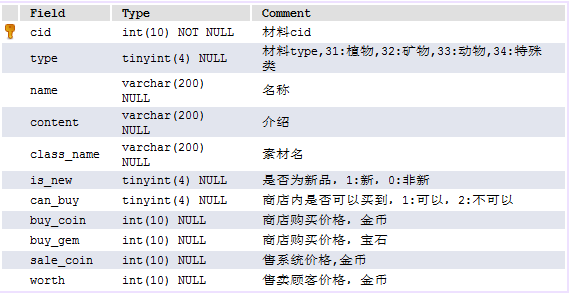 Field Type Comment
cid int(10) NOT NULL 材料cid
type tinyint(4) NULL 材料type,31:植物,32:矿物,33:动物,34:特殊
类
name varchar(200)
NULL 名称
content varchar(200)
NULL 介绍
class_name varchar(200)
NULL 素材名
is_new tinyint(4) NULL 是否为新品，1:新，0:非新
can_buy tinyint(4) NULL 商店内是否可以买到，1:可以，2:不可以
buy_coin int(10) NULL 商店购买价格，金币
buy_gem int(10) NULL 商店购买价格，宝石
sale_coin int(10) NULL 售系统价格,金币
worth int(10) NULL 售卖顾客价格，金币